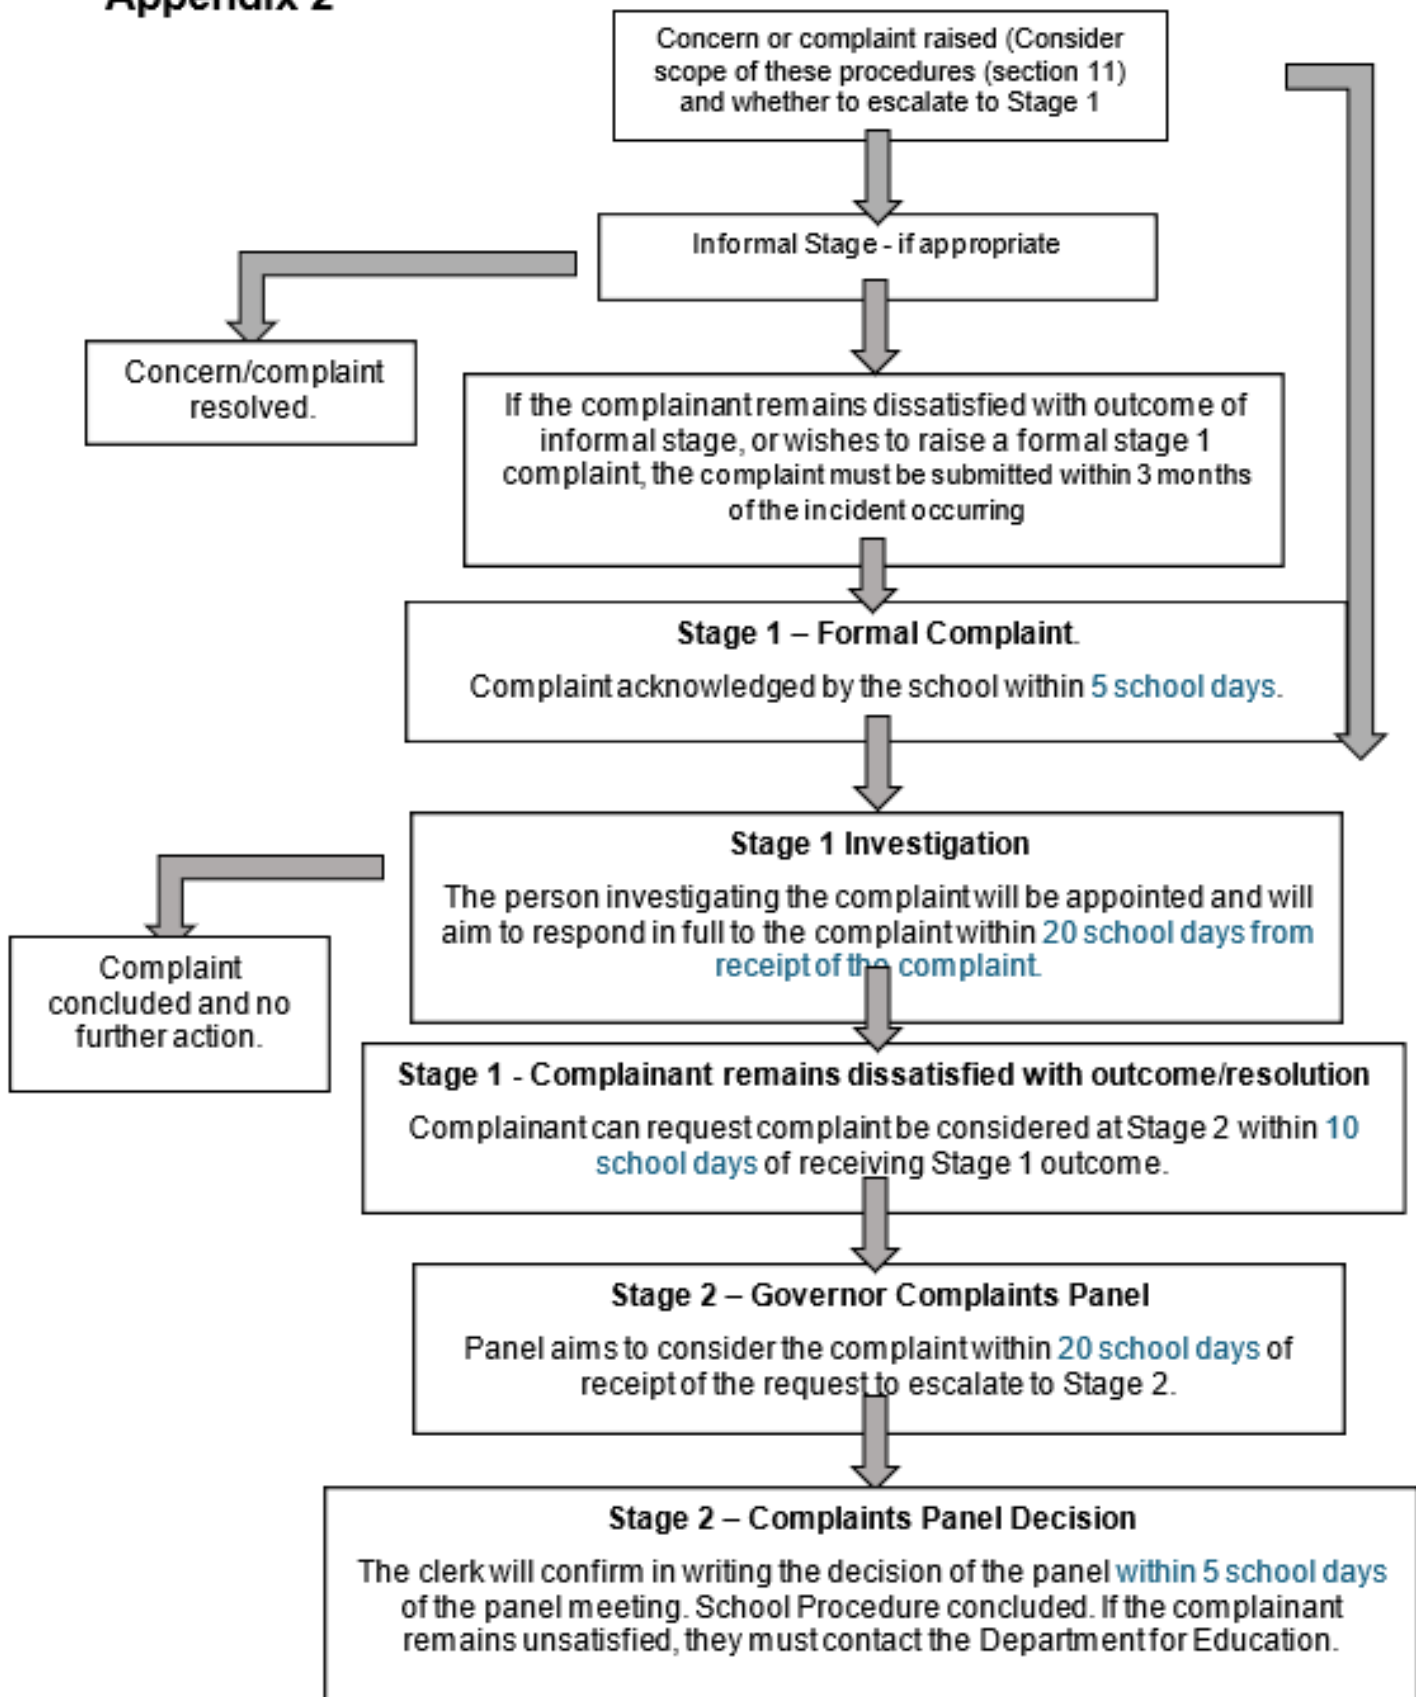 Appendix 2
Concern or complaint raised (Consider
scope of these procedures (section 11)
and whether to escalate to Stage 1
Informal Stage - if appropriate
Concern/complaint
resolved.
If the complainant remains dissatisfied with outcome of
informal stage, or wishes to raise a formal stage 1
complaint, the complaint must be submitted within 3 months
of the incident occurring
Stage 1 – Formal Complaint.
Complaint acknowledged by the school within 5 school days.
Stage 1 Investigation
The person investigating the complaint will be appointed and will
aim to respond in full to the complaint within 20 school days from
receipt of the complaint.
Complaint
concluded and no
further action.
Stage 1 - Complainant remains dissatisfied with outcome/resolution
Complainant can request complaint be considered at Stage 2 within 10
school days of receiving Stage 1 outcome.
Stage 2 – Governor Complaints Panel
Panel aims to consider the complaint within 20 school days of
receipt of the request to escalate to Stage 2.
Stage 2 – Complaints Panel Decision
The clerk will confirm in writing the decision of the panel within 5 school days
of the panel meeting. School Procedure concluded. If the complainant
remains unsatisfied, they must contact the Department for Education.